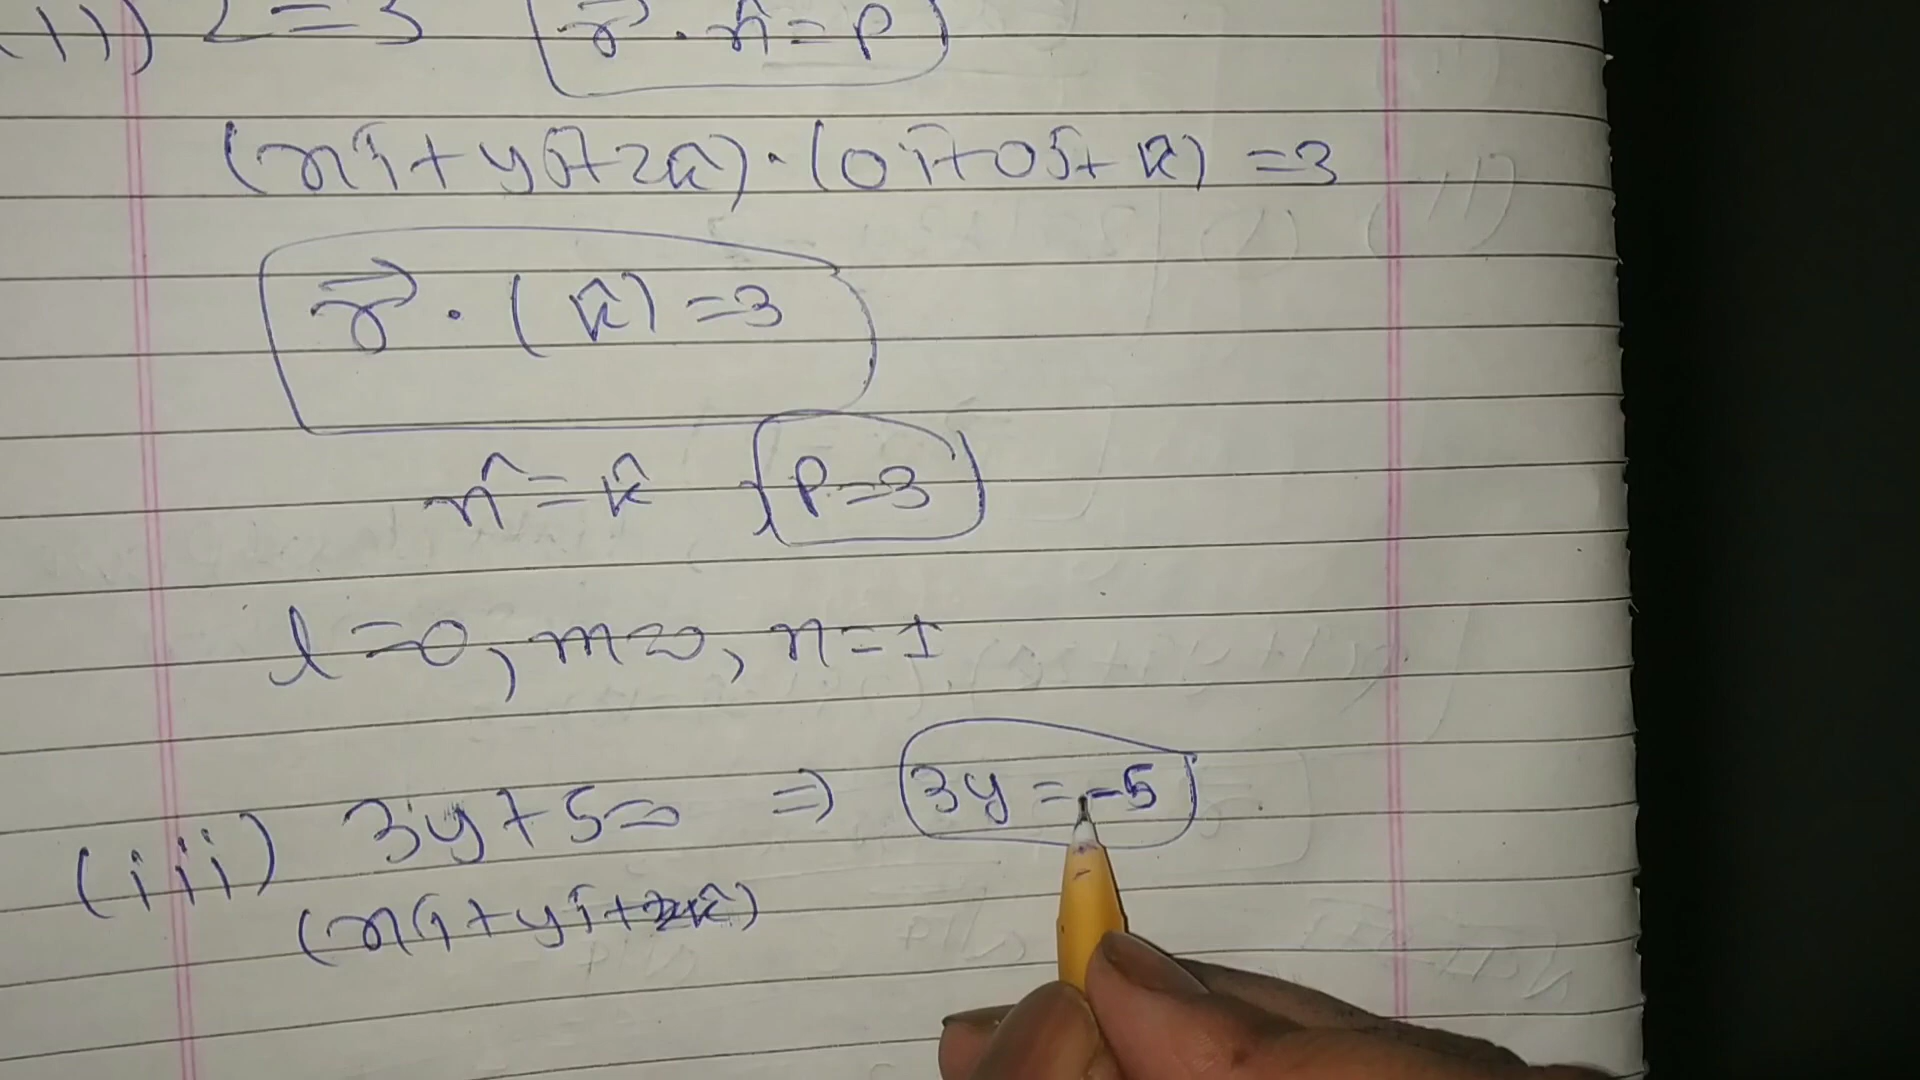 (ii) z=3 r⃗ · n̂ = p
(xî + yĵ + zk̂) · (0î + 0ĵ + k̂) = 3
r⃗ · (k̂) = 3
n̂ = k̂ p=3
l=0, m=0, n=1
(iii) 3y+5=0 ⇒ 3y=-5
(xî + yĵ + zk̂)